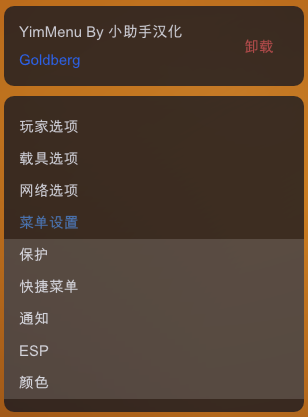 YimMenu By 小助手汉化
Goldberg
卸载
玩家选项
载具选项
网络选项
菜单设置
保护
快捷菜单
通知
ESP
颜色